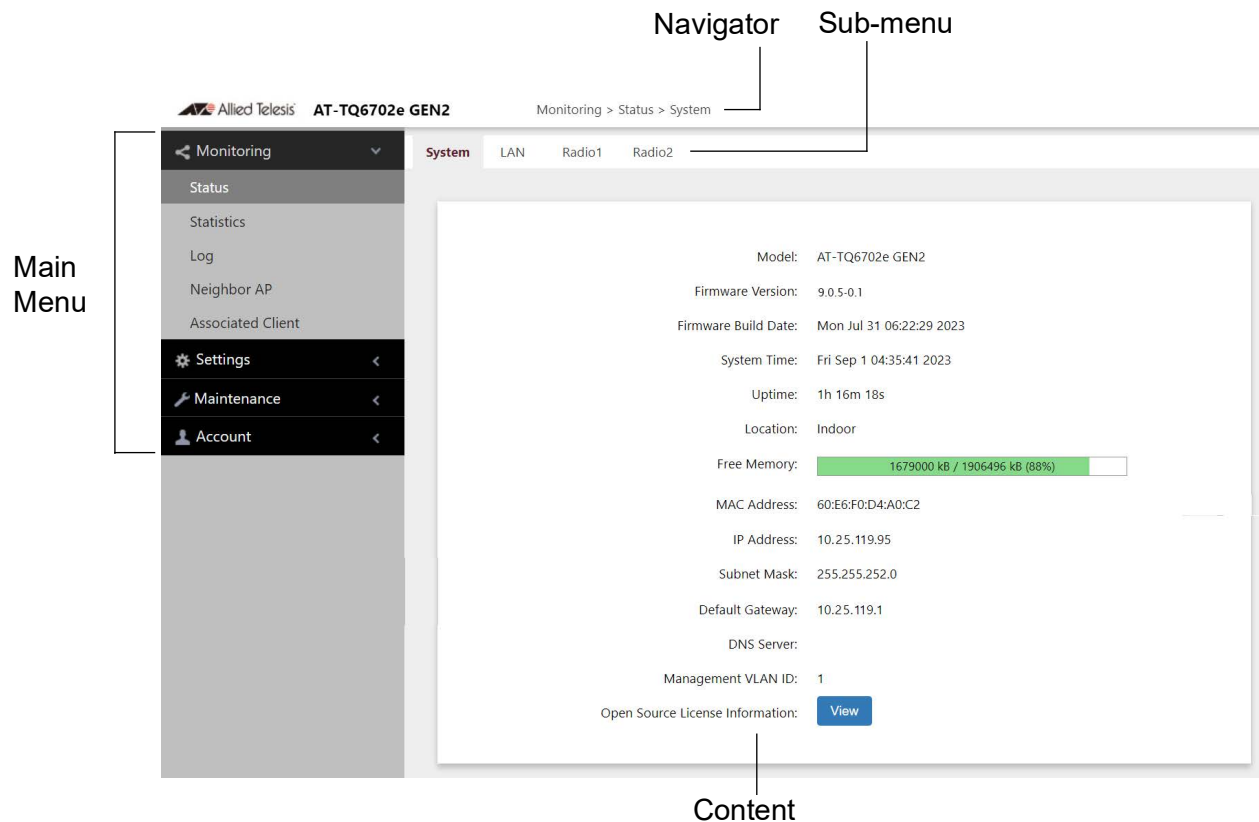 Navigator Sub-menu
Allied Telesis AT-TQ6702e GEN2 Monitoring > Status > System
Monitoring
System LAN Radio1 Radio2
Status
Statistics
Log
Neighbor AP
Associated Client
Settings
Maintenance
Account
Main
Menu
Model: AT-TQ6702e GEN2
Firmware Version: 9.0.5-0.1
Firmware Build Date: Mon Jul 31 06:22:29 2023
System Time: Fri Sep 1 04:35:41 2023
Uptime: 1h 16m 18s
Location: Indoor
Free Memory: 1679000 kB / 1906496 kB (88%)
MAC Address: 60:E6:F0:D4:A0:C2
IP Address: 10.25.119.95
Subnet Mask: 255.255.252.0
Default Gateway: 10.25.119.1
DNS Server:
Management VLAN ID: 1
Open Source License Information: View
Content